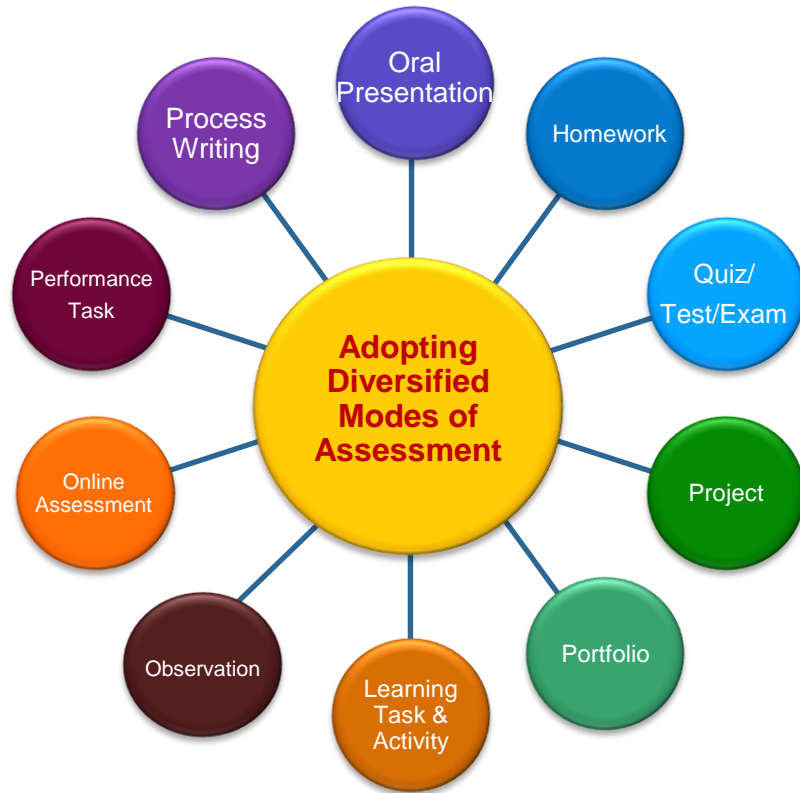 Adopting
Diversified
Modes of
Assessment
Oral
Presentation
Homework
Quiz/
Test/Exam
Project
Portfolio
Learning
Task &
Activity
Observation
Online
Assessment
Performance
Task
Process
Writing